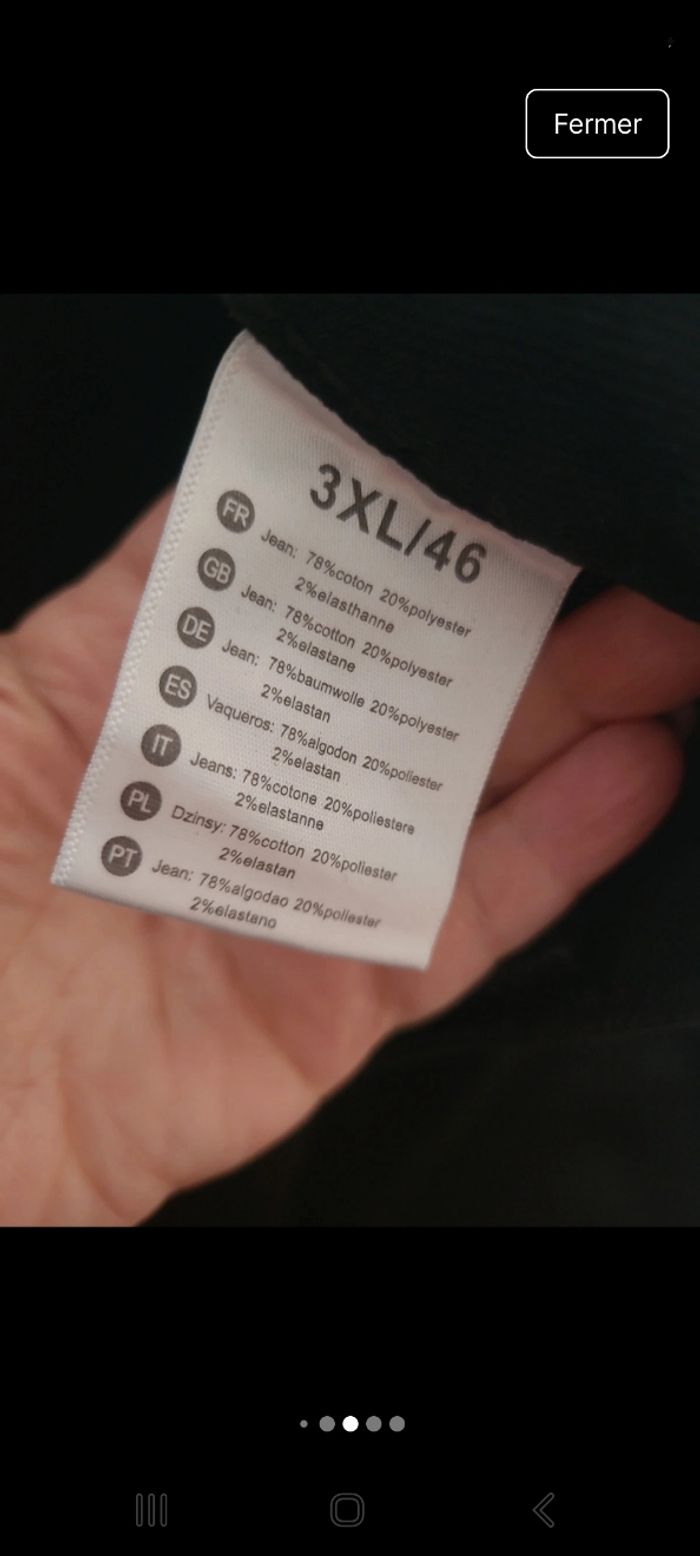 Fermer
3XL/46
FR Jean: 78%coton 20%polyester
2%elasthanne
GB Jean: 78%cotton 20%polyester
2%elastane
DE Jean: 78%baumwolle 20%polyester
2%elastan
ES Vaqueros: 78%algodon 20%poliester
2%elastan
IT Jeans: 78%cotone 20%poliestere
2%elastanne
PL Dzinsy: 78%cotton 20%poliester
2%elastan
PT Jean: 78%algodao 20%poliester
2%elastano